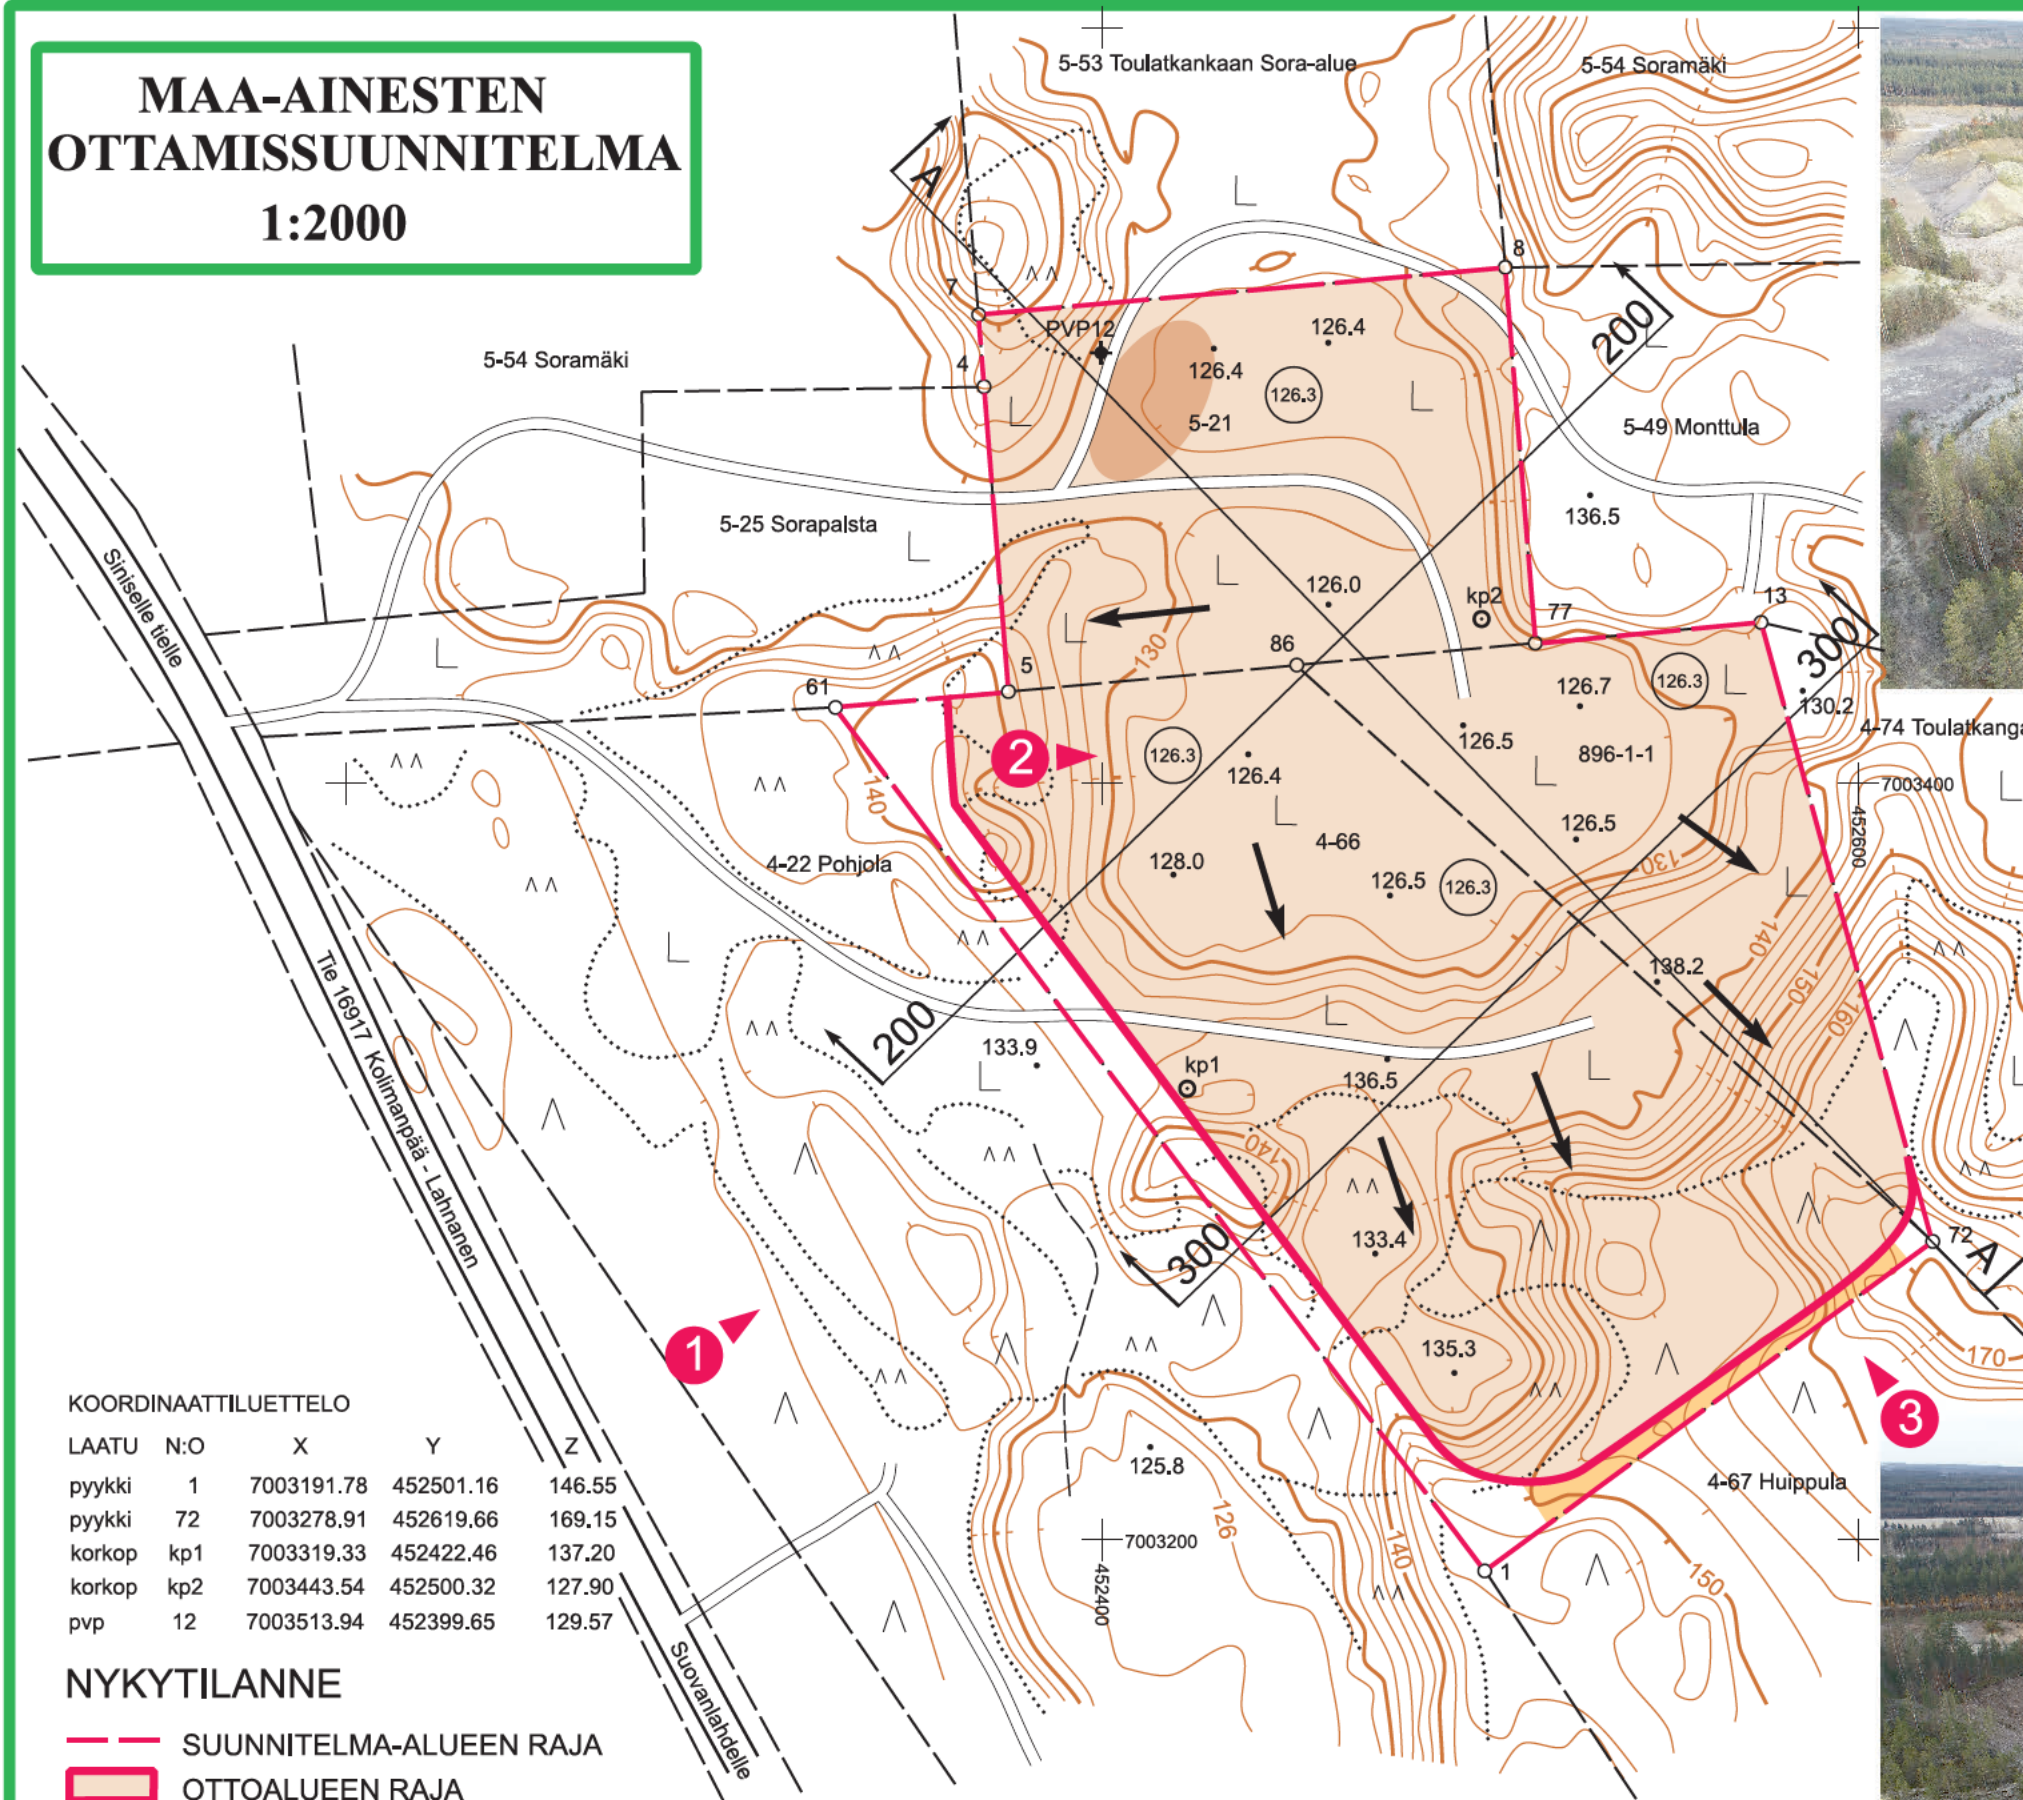 MAA-AINESTEN
OTTAMISSUUNNITELMA
1:2000
5-53 Toulatkankaan Sora-alue
5-54 Soramäki
A
8
7
200
PVP12
126.4
126.4
5-54 Soramäki
4
126.3
5-21
5-49 Monttula
136.5
5-25 Sorapalsta
Siniselle tielle
126.0
kp2
77
13
130
86
300
5
61
126.3
126.7
130.2
2
126.3
126.5
896-1-1
4-74 Toulatkanga
126.4
140
7003400
452600
126.5
4-66
130
4-22 Pohjola
128.0
126.5
126.3
140
138.2
150
160
Tie 16917 Kolimanpää - Lahnanen
200
133.9
kp1
136.5
140
133.4
300
72
A
1
135.3
170
3
125.8
126
4-67 Huippula
7003200
452400
140
150
1
KOORDINAATTILUETTELO
LAATU N:O X Y Z
pyykki 1 7003191.78 452501.16 146.55
pyykki 72 7003278.91 452619.66 169.15
korkop kp1 7003319.33 452422.46 137.20
korkop kp2 7003443.54 452500.32 127.90
pvp 12 7003513.94 452399.65 129.57
Suovanlahdelle
NYKYTILANNE
SUUNNITELMA-ALUEEN RAJA
OTTOALUEEN RAJA